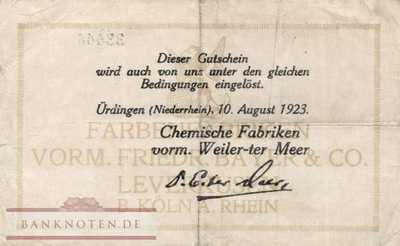 Dieser Gutschein
wird auch von uns unter den gleichen
Bedingungen eingelöst.
Ürdingen (Niederrhein), 10. August 1923.
Chemische Fabriken
vorm. Weiler-ter Meer
FARBENFABRIKEN
VORM. FRIEDR. BAYER & CO.
LEVERKUSEN
B. KÖLN A. RHEIN
BANKNOTEN.DE